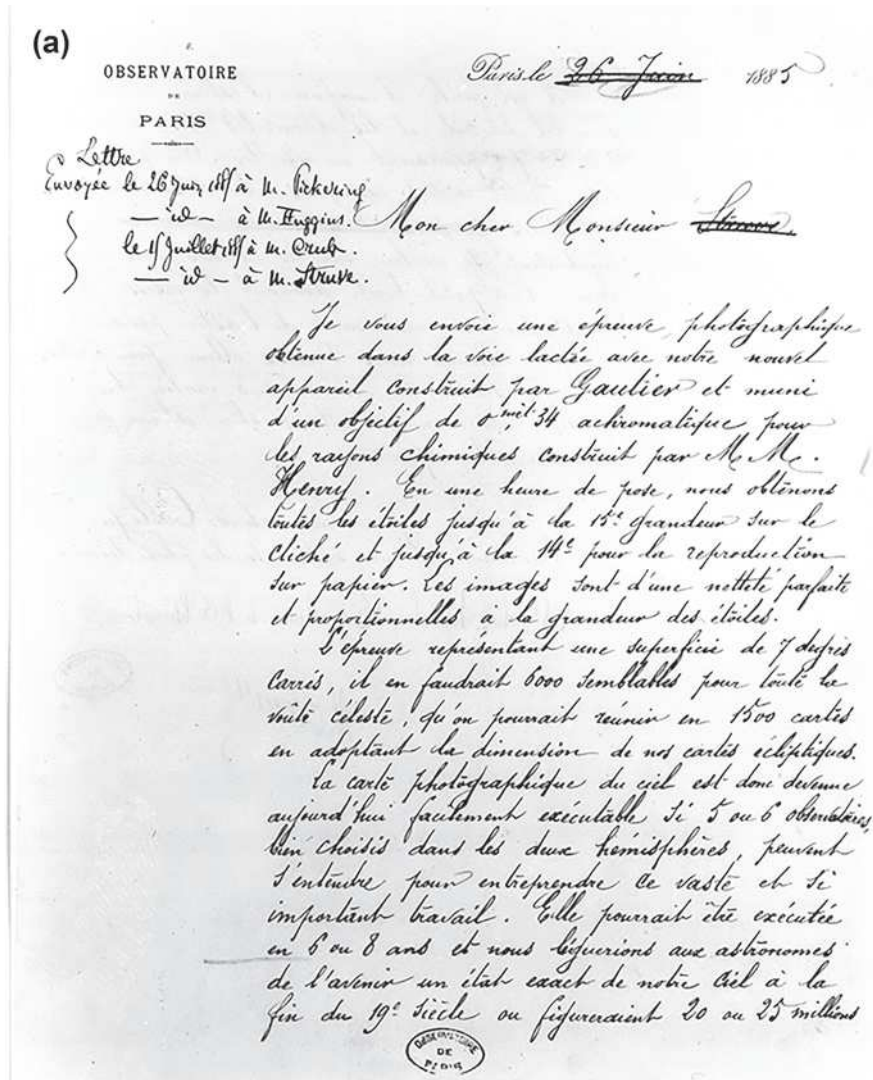 (a)
OBSERVATOIRE
DE
PARIS
Paris, le 26 Juin 1885
Lettre
Envoyée le 26 Juin 1885 à M. Pickering
— id — à M. Huggins.
le 15 Juillet 1885 à M. Crub.
— id — à M. Struve.
Mon cher Monsieur Struve
Je vous envoie une épreuve photographique
obtenue dans la voie lactée avec notre nouvel
appareil construit par Gautier et muni
d'un objectif de 0mèt, 34 achromatique pour
les rayons chimiques construit par M. M.
Henry. En une heure de pose, nous obtenons
toutes les étoiles jusqu'à la 15e grandeur sur le
cliché et jusqu'à la 14e pour la reproduction
sur papier. Les images sont d'une netteté parfaite
et proportionnelles à la grandeur des étoiles.
L'épreuve représentant une superficie de 7 degrés
carrés, il en faudrait 6000 semblables pour toute la
voûte céleste, qu'on pourrait réunir en 1500 cartes
en adoptant la dimension de nos cartes écliptiques.
La carte photographique du ciel est donc devenue
aujourd'hui facilement exécutable si 5 ou 6 observatoires,
bien choisis dans les deux hémisphères, peuvent
s'entendre pour entreprendre ce vaste et si
important travail. Elle pourrait être exécutée
en 6 ou 8 ans et nous léguerions aux astronomes
de l'avenir un état exact de notre Ciel à la
fin du 19e Siècle ou figureraient 20 ou 25 millions
OBSERVATOIRE
DE
PARIS